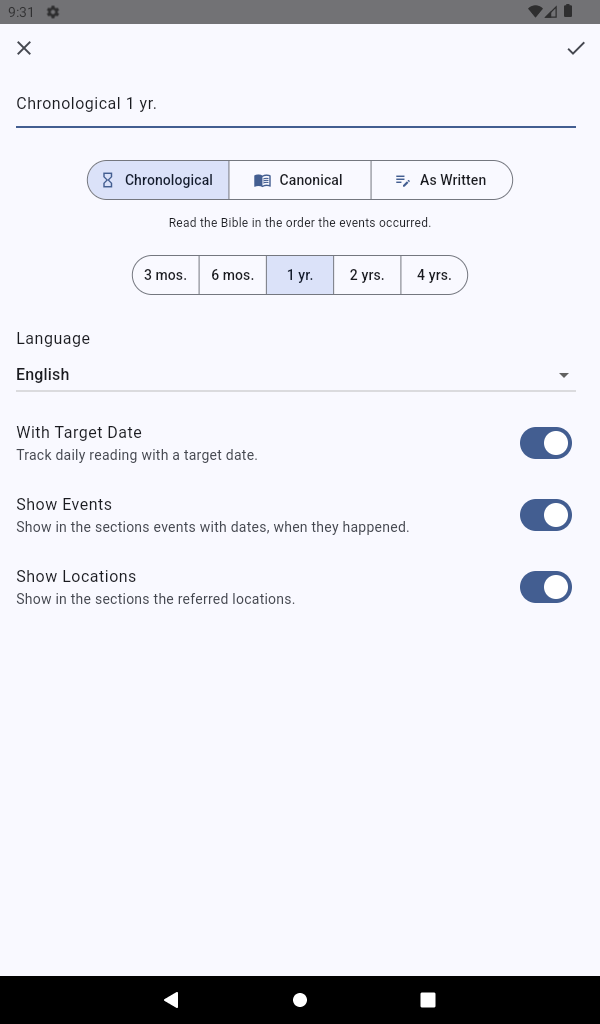 9:31
Chronological 1 yr.
Chronological Canonical As Written
Read the Bible in the order the events occurred.
3 mos. 6 mos. 1 yr. 2 yrs. 4 yrs.
Language
English
With Target Date
Track daily reading with a target date.
Show Events
Show in the sections events with dates, when they happened.
Show Locations
Show in the sections the referred locations.